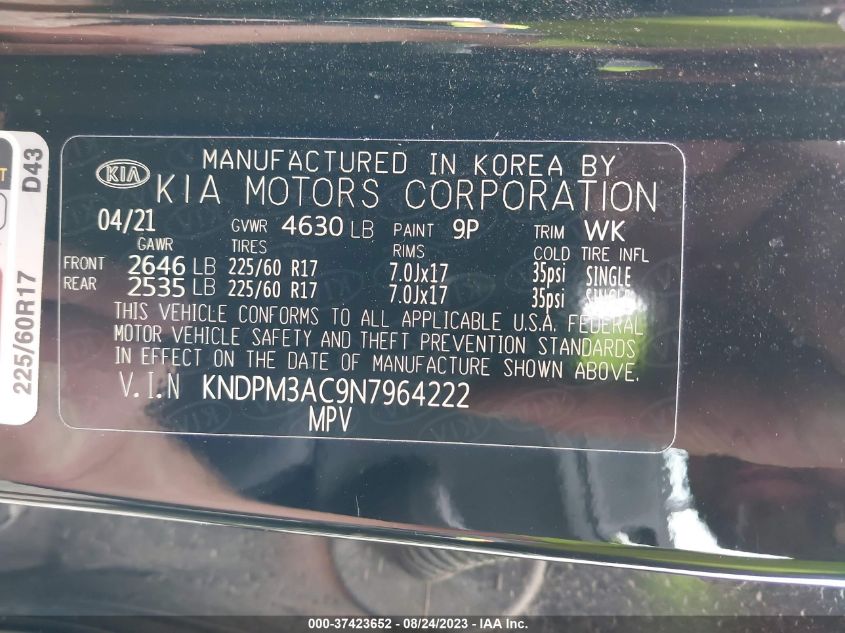 MANUFACTURED IN KOREA BY
KIA KIA MOTORS CORPORATION
04/21 GVWR 4630 LB PAINT 9P TRIM WK
GAWR TIRES RIMS COLD TIRE INFL
FRONT 2646 LB 225/60 R17 7.0Jx17 35psi SINGLE
REAR 2535 LB 225/60 R17 7.0Jx17 35psi SINGLE
THIS VEHICLE CONFORMS TO ALL APPLICABLE U.S.A. FEDERAL
MOTOR VEHICLE SAFETY AND THEFT PREVENTION STANDARDS
IN EFFECT ON THE DATE OF MANUFACTURE SHOWN ABOVE.
V.I.N KNDPM3AC9N7964222
MPV
225/60R17 D43
000-37423652 - 08/24/2023 - IAA Inc.